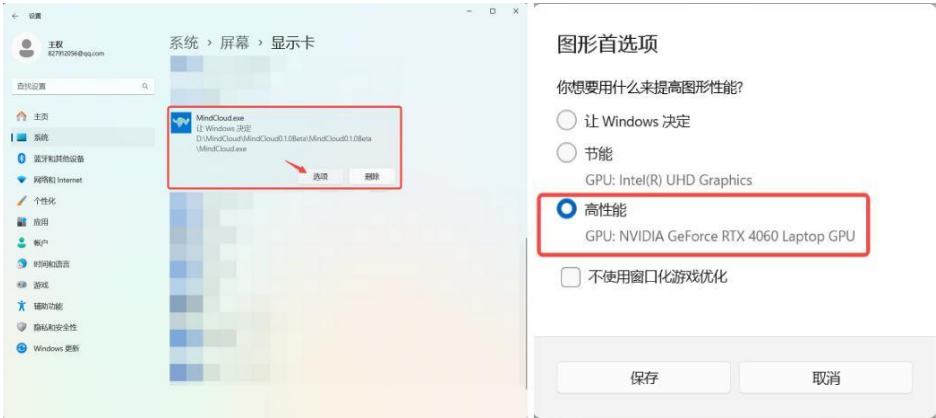 设置
王权
827912056@qq.com
查找设置
主页
系统
蓝牙和其他设备
网络和 Internet
个性化
应用
帐户
时间和语言
游戏
辅助功能
隐私和安全性
Windows 更新
系统 › 屏幕 › 显示卡
MindCloud.exe
让 Windows 决定
D:\MindCloud\MindCloud0.1.0Beta\MindCloud0.1.0Beta
\MindCloud.exe
选项
删除
图形首选项
你想要用什么来提高图形性能?
让 Windows 决定
节能
GPU: Intel(R) UHD Graphics
高性能
GPU: NVIDIA GeForce RTX 4060 Laptop GPU
不使用窗口化游戏优化
保存
取消